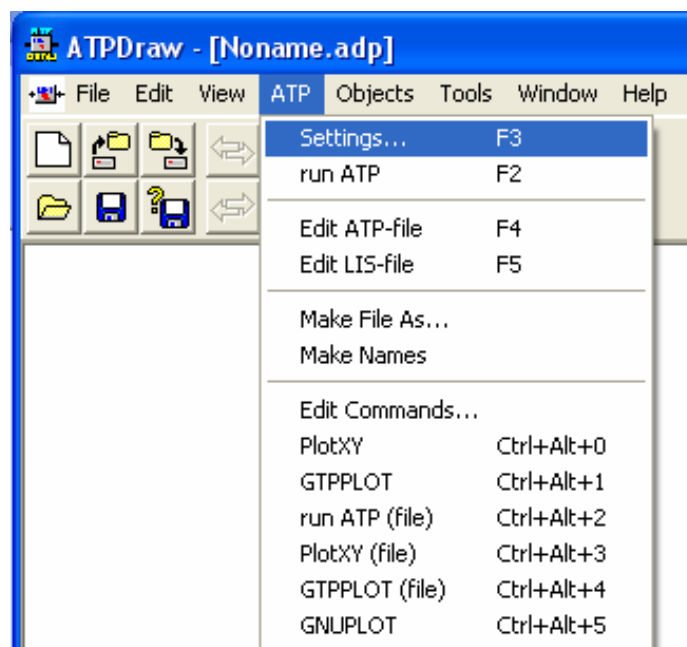 ATPDraw - [Noname.adp]
File Edit View ATP Objects Tools Window Help
Settings... F3
run ATP F2
Edit ATP-file F4
Edit LIS-file F5
Make File As...
Make Names
Edit Commands...
PlotXY Ctrl+Alt+0
GTPPLOT Ctrl+Alt+1
run ATP (file) Ctrl+Alt+2
PlotXY (file) Ctrl+Alt+3
GTPPLOT (file) Ctrl+Alt+4
GNUPLOT Ctrl+Alt+5